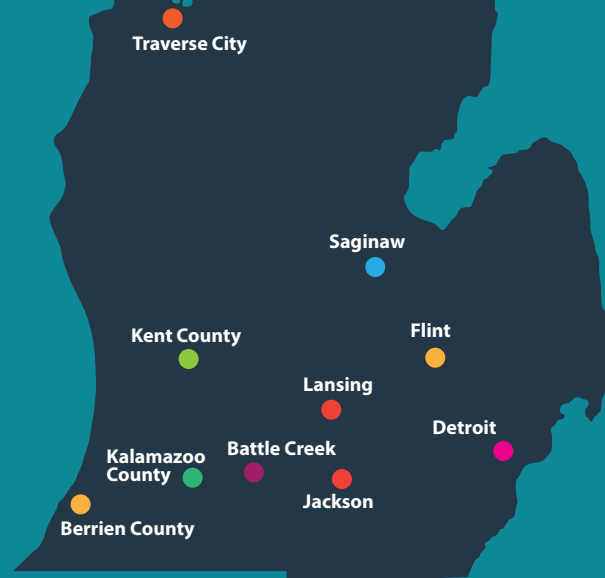 Traverse City
Saginaw
Kent County
Flint
Lansing
Detroit
Battle Creek
Kalamazoo
County
Jackson
Berrien County